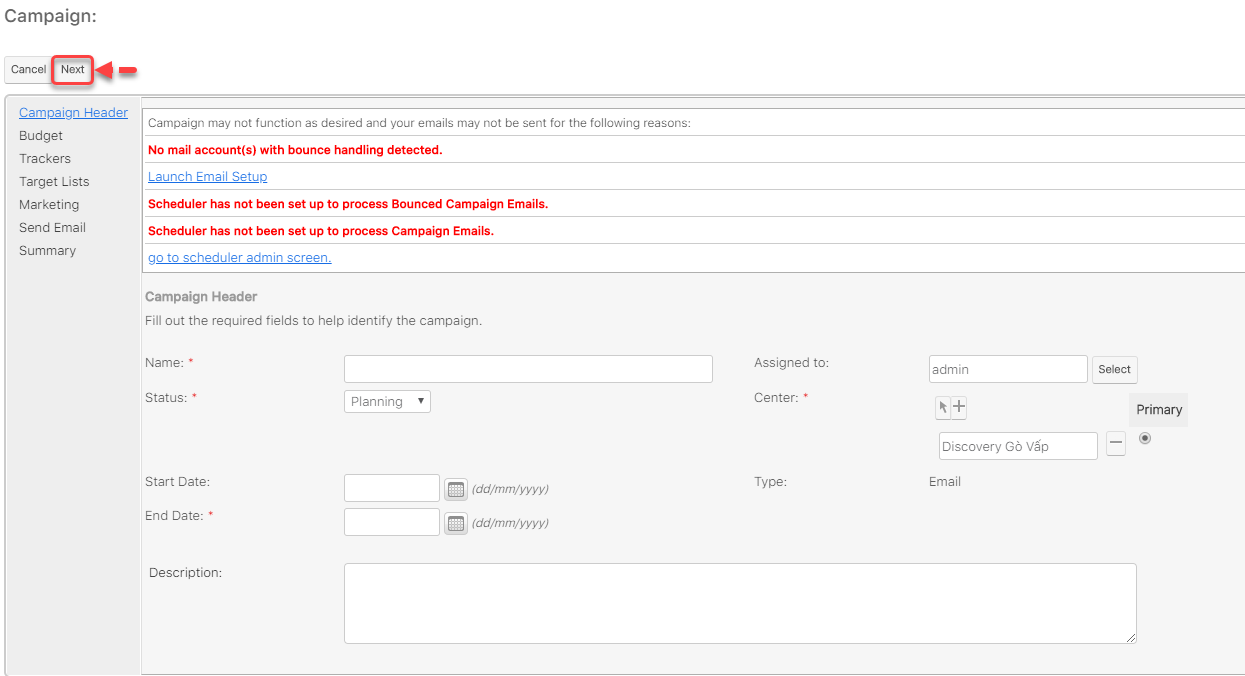 Campaign:
Cancel Next
Campaign Header
Budget
Trackers
Target Lists
Marketing
Send Email
Summary
Campaign may not function as desired and your emails may not be sent for the following reasons:
No mail account(s) with bounce handling detected.
Launch Email Setup
Scheduler has not been set up to process Bounced Campaign Emails.
Scheduler has not been set up to process Campaign Emails.
go to scheduler admin screen.
Campaign Header
Fill out the required fields to help identify the campaign.
Name: * Assigned to: admin Select
Status: * Planning Center: * Primary
Discovery Gò Vấp
Start Date: (dd/mm/yyyy) Type: Email
End Date: * (dd/mm/yyyy)
Description: